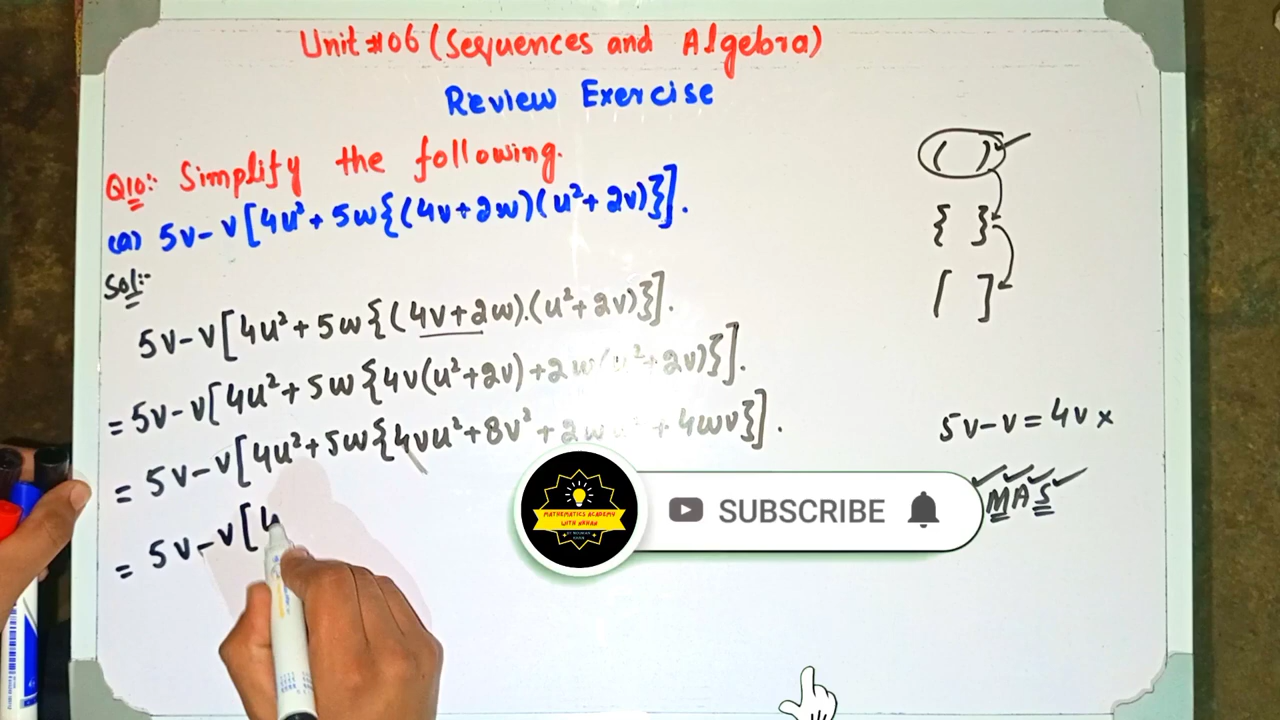 Unit #06 (Sequences and Algebra)
Review Exercise
Q10:- Simplify the following.
(a) 5v-v[4u²+5w{(4v+2w)(u²+2v)}].
Sol:-
5v-v[4u²+5w{(4v+2w).(u²+2v)}].
=5v-v[4u²+5w{4v(u²+2v)+2w(u²+2v)}].
=5v-v[4u²+5w{4vu²+8v²+2wu²+4wv}].
=5v-v[4
( )
{ }
[ ]
5v-v=4v×
MAS
MATHEMATICS ACADEMY
SUBSCRIBE